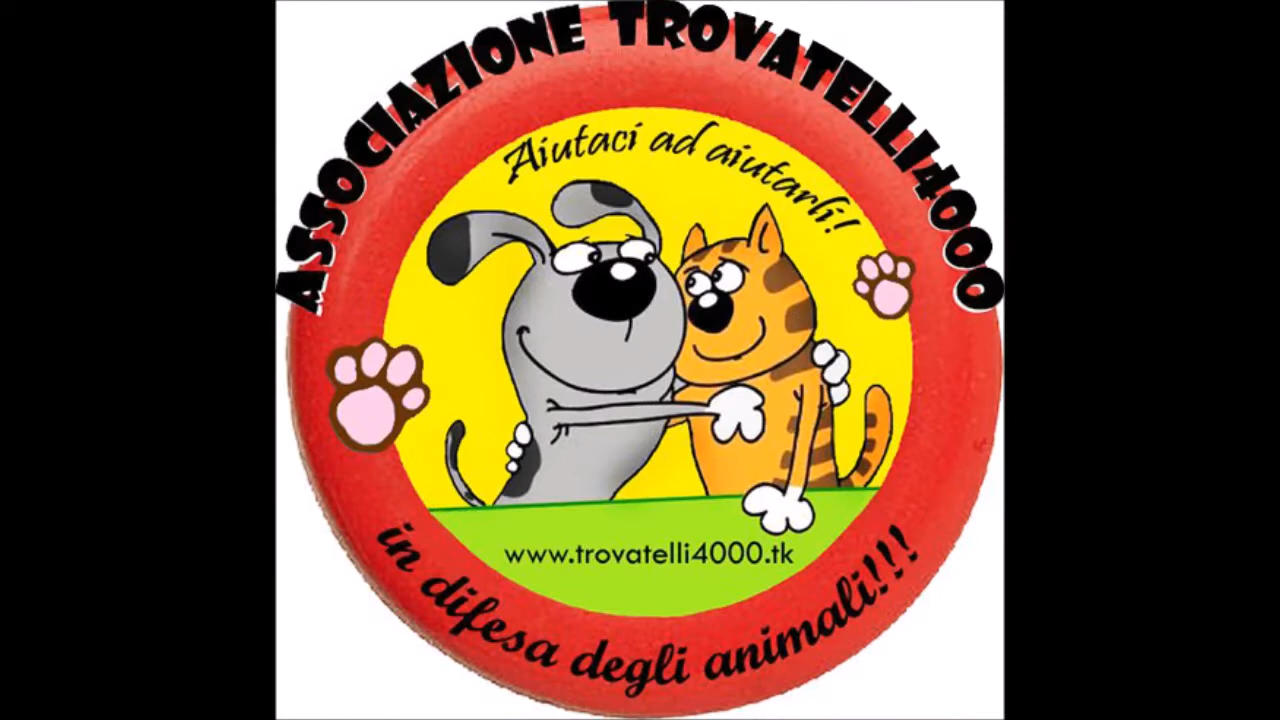 ASSOCIAZIONE TROVATELLI4000
Aiutaci ad aiutarli!
www.trovatelli4000.tk
in difesa degli animali!!!